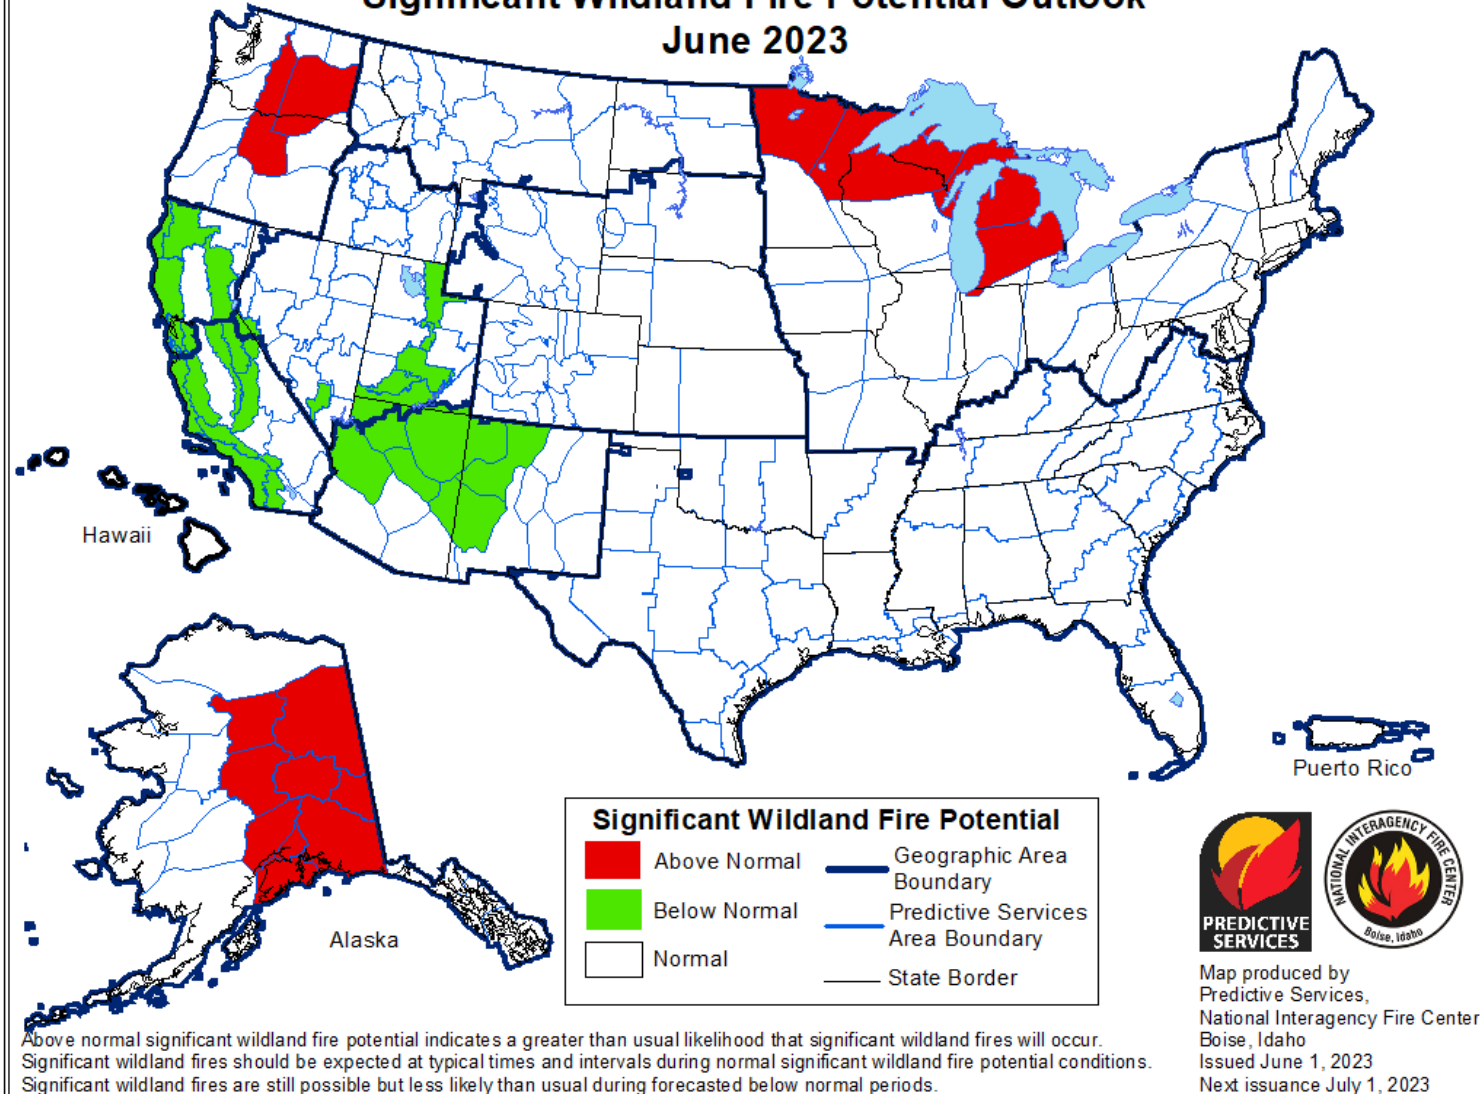 Significant Wildland Fire Potential Outlook
June 2023
Hawaii
Alaska
Puerto Rico
Significant Wildland Fire Potential
Above Normal
Below Normal
Normal
Geographic Area
Boundary
Predictive Services
Area Boundary
State Border
PREDICTIVE
SERVICES
NATIONAL INTERAGENCY FIRE CENTER
Boise, Idaho
Map produced by
Predictive Services,
National Interagency Fire Center
Boise, Idaho
Issued June 1, 2023
Next issuance July 1, 2023
Above normal significant wildland fire potential indicates a greater than usual likelihood that significant wildland fires will occur.
Significant wildland fires should be expected at typical times and intervals during normal significant wildland fire potential conditions.
Significant wildland fires are still possible but less likely than usual during forecasted below normal periods.